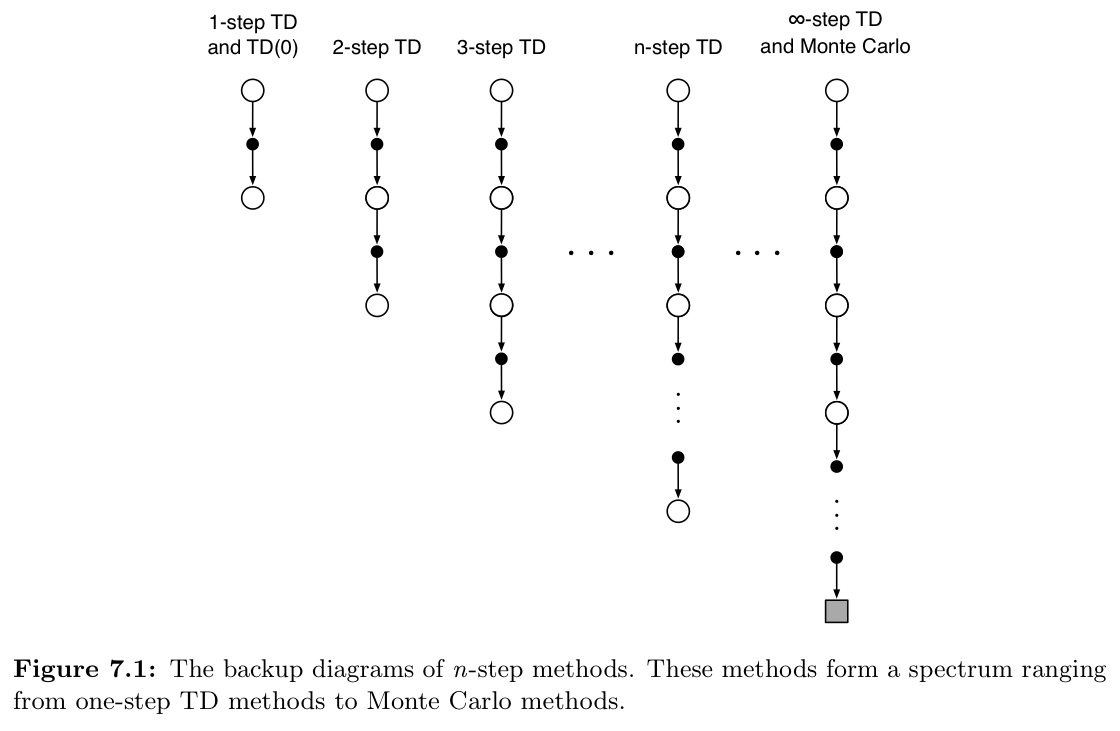 1-step TD
and TD(0)
2-step TD
3-step TD
n-step TD
∞-step TD
and Monte Carlo
Figure 7.1: The backup diagrams of n-step methods. These methods form a spectrum ranging
from one-step TD methods to Monte Carlo methods.